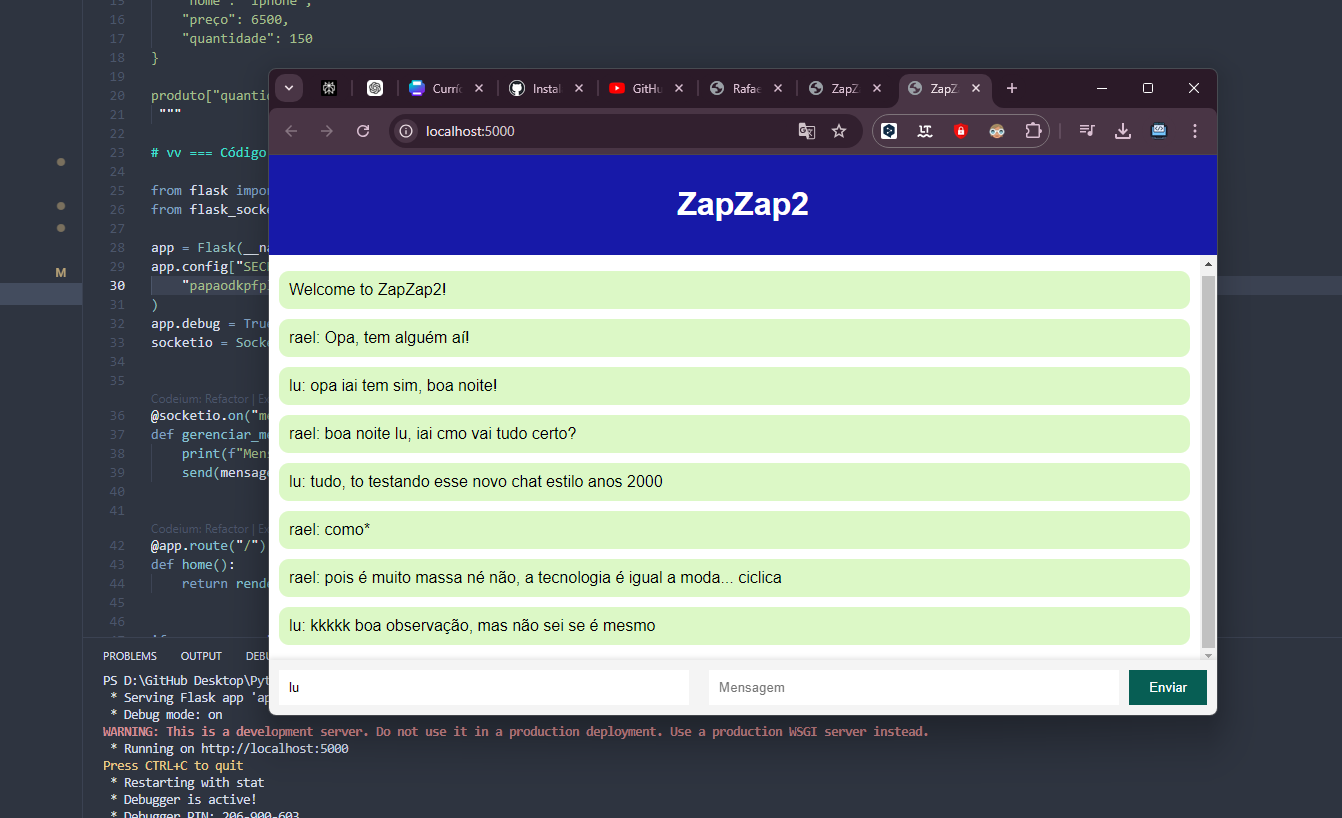 15 "nome": "Iphone",
16 "preço": 6500,
17 "quantidade": 150
18 }
19
20 produto["quantid
21 """
22
23 # vv === Código
24
25 from flask impor
26 from flask_socke
27
28 app = Flask(__na
29 app.config["SECR
30 "papaodkpfp
31 )
32 app.debug = True
33 socketio = Socke
34
35
Codeium: Refactor | Ex
36 @socketio.on("me
37 def gerenciar_me
38 print(f"Mens
39 send(mensage
40
41
Codeium: Refactor | Ex
42 @app.route("/")
43 def home():
44 return rende
45
46
M
Currí
Instal
GitHu
Rafae
ZapZ
ZapZ
localhost:5000
ZapZap2
Welcome to ZapZap2!
rael: Opa, tem alguém aí!
lu: opa iai tem sim, boa noite!
rael: boa noite lu, iai cmo vai tudo certo?
lu: tudo, to testando esse novo chat estilo anos 2000
rael: como*
rael: pois é muito massa né não, a tecnologia é igual a moda... ciclica
lu: kkkkk boa observação, mas não sei se é mesmo
lu
Mensagem
Enviar
PROBLEMS OUTPUT DEBU
PS D:\GitHub Desktop\Pyt
* Serving Flask app 'ap
* Debug mode: on
WARNING: This is a development server. Do not use it in a production deployment. Use a production WSGI server instead.
* Running on http://localhost:5000
Press CTRL+C to quit
* Restarting with stat
* Debugger is active!
* Debugger PIN: 206-900-603